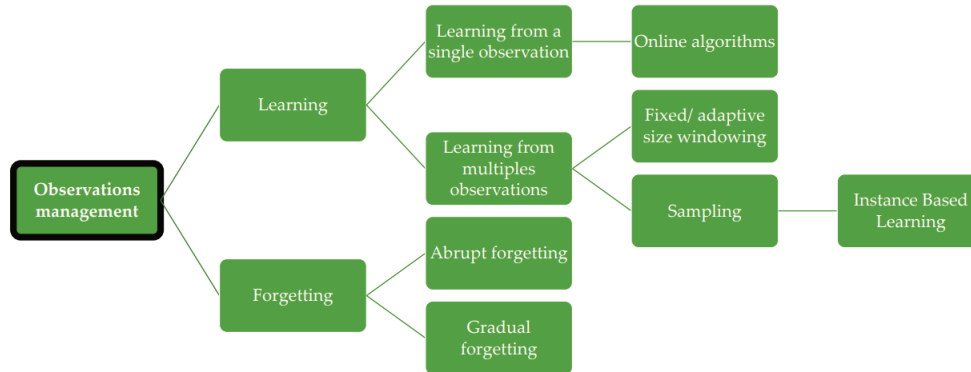 Observations
management
Learning
Forgetting
Learning from a
single observation
Learning from
multiples
observations
Abrupt forgetting
Gradual
forgetting
Online algorithms
Fixed/ adaptive
size windowing
Sampling
Instance Based
Learning